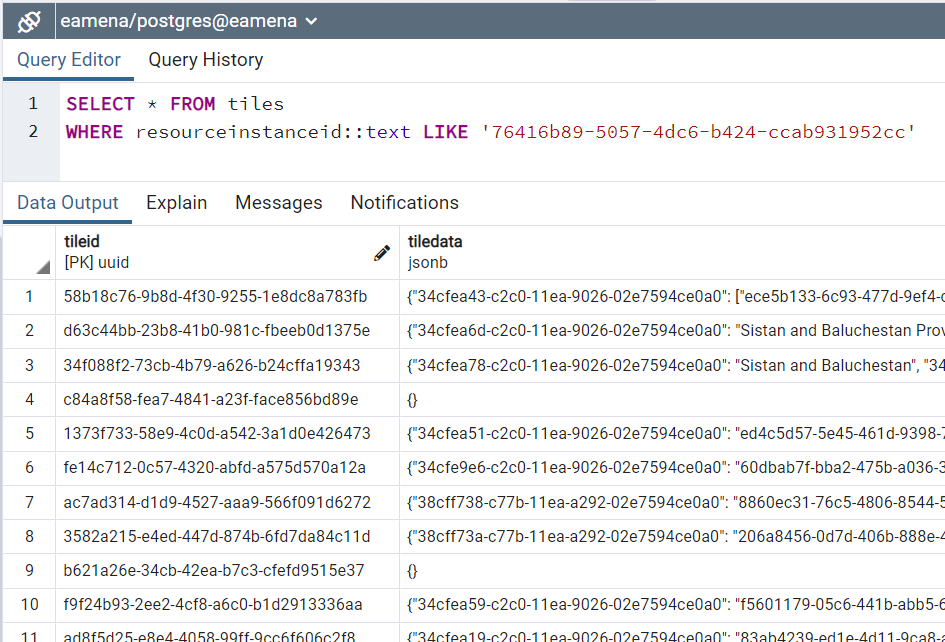 eamena/postgres@eamena
Query Editor Query History
1 SELECT * FROM tiles
2 WHERE resourceinstanceid::text LIKE '76416b89-5057-4dc6-b424-ccab931952cc'
Data Output Explain Messages Notifications
tileid tiledata
[PK] uuid jsonb
1 58b18c76-9b8d-4f30-9255-1e8dc8a783fb {"34cfea43-c2c0-11ea-9026-02e7594ce0a0": ["ece5b133-6c93-477d-9ef4-c
2 d63c44bb-23b8-41b0-981c-fbeeb0d1375e {"34cfea6d-c2c0-11ea-9026-02e7594ce0a0": "Sistan and Baluchestan Prov
3 34f088f2-73cb-4b79-a626-b24cffa19343 {"34cfea78-c2c0-11ea-9026-02e7594ce0a0": "Sistan and Baluchestan", "34
4 c84a8f58-fea7-4841-a23f-face856bd89e {}
5 1373f733-58e9-4c0d-a542-3a1d0e426473 {"34cfea51-c2c0-11ea-9026-02e7594ce0a0": "ed4c5d57-5e45-461d-9398-7
6 fe14c712-0c57-4320-abfd-a575d570a12a {"34cfe9e6-c2c0-11ea-9026-02e7594ce0a0": "60dbab7f-bba2-475b-a036-3
7 ac7ad314-d1d9-4527-aaa9-566f091d6272 {"38cff738-c77b-11ea-a292-02e7594ce0a0": "8860ec31-76c5-4806-8544-5
8 3582a215-e4ed-447d-874b-6fd7da84c11d {"38cff73a-c77b-11ea-a292-02e7594ce0a0": "206a8456-0d7d-406b-888e-4
9 b621a26e-34cb-42ea-b7c3-cfefd9515e37 {}
10 f9f24b93-2ee2-4cf8-a6c0-b1d2913336aa {"34cfea59-c2c0-11ea-9026-02e7594ce0a0": "f5601179-05c6-441b-abb5-6
11 ad8f5d25-e8e4-4058-99ff-9cc6f606c2f8 {"34cfea19-c2c0-11ea-9026-02e7594ce0a0": "83ab4239-ed1e-4d11-9ca8-a